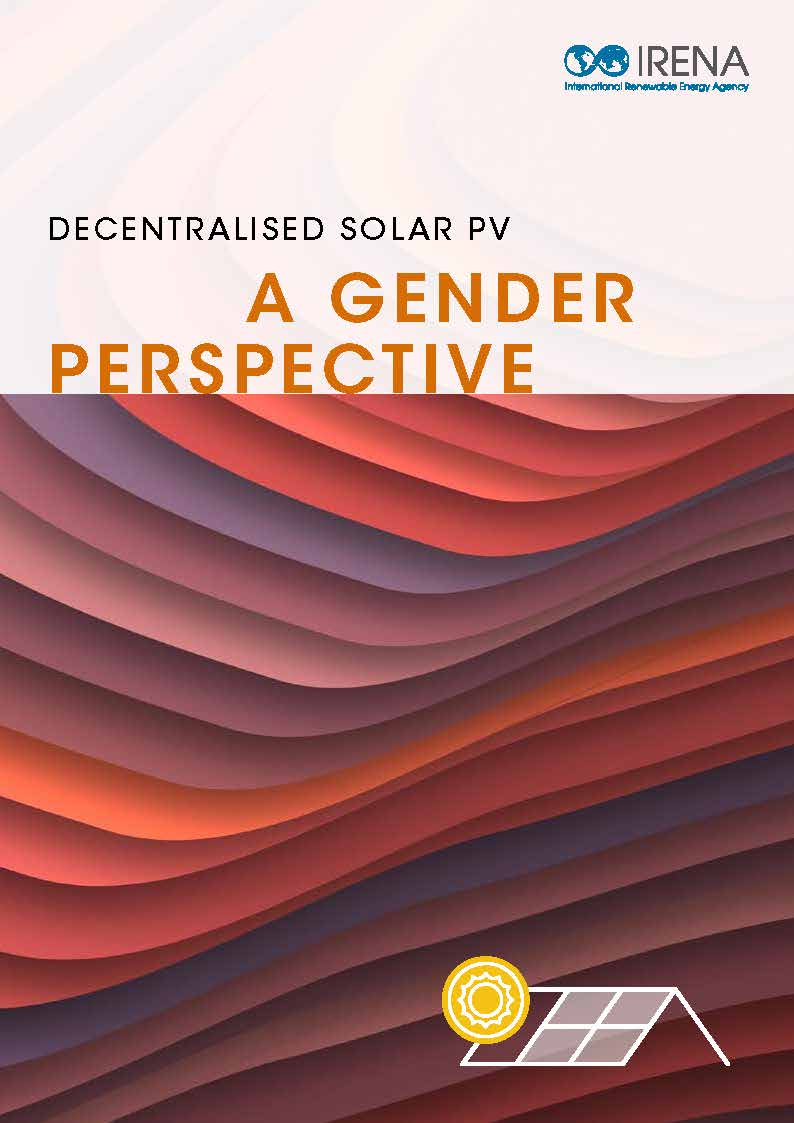 IRENA
International Renewable Energy Agency
DECENTRALISED SOLAR PV
A GENDER
PERSPECTIVE